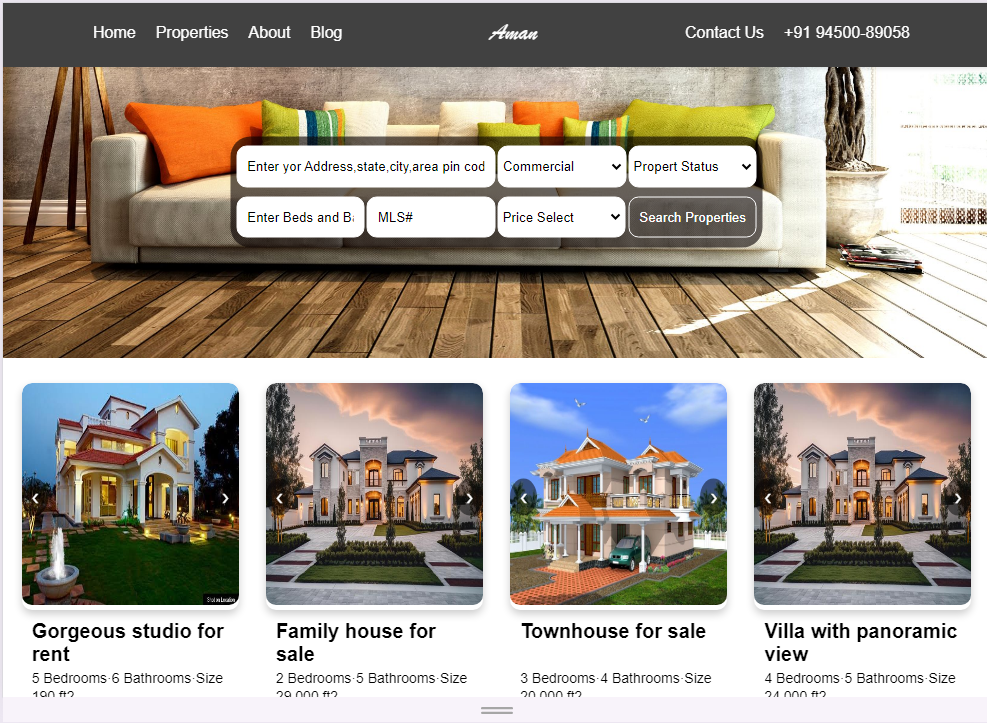 Home Properties About Blog Aman Contact Us +91 94500-89058
Enter yor Address,state,city,area pin cod Commercial Propert Status
Enter Beds and Ba MLS# Price Select Search Properties
Gorgeous studio for
rent
5 Bedrooms·6 Bathrooms·Size
190 ft2
Family house for
sale
2 Bedrooms·5 Bathrooms·Size
29,000 ft2
Townhouse for sale
3 Bedrooms·4 Bathrooms·Size
20,000 ft2
Villa with panoramic
view
4 Bedrooms·5 Bathrooms·Size
24,000 ft2